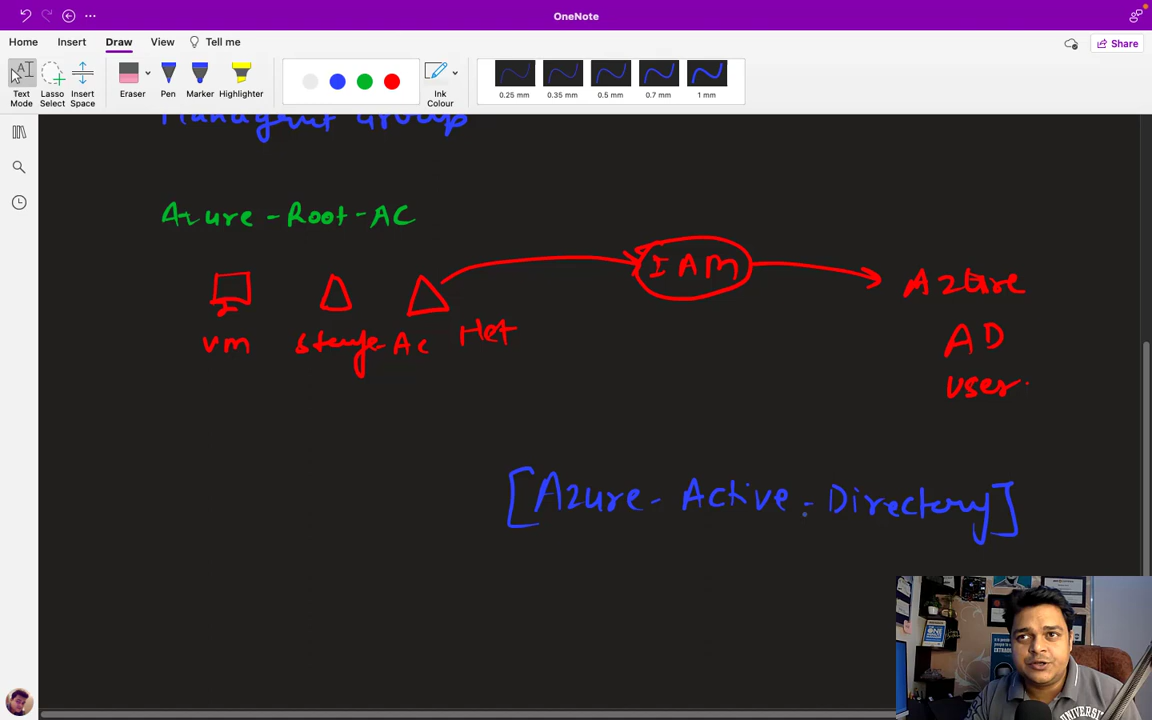 OneNote
Home Insert Draw View Tell me
Share
Eraser Pen Marker Highlighter
Text Mode
Lasso Select
Insert Space
Ink Colour
0.25 mm 0.35 mm 0.5 mm 0.7 mm 1 mm
Group
Azure - Root - AC
IAM
Azure
AD
user
vm
Ac
[Azure - Active - Directory]